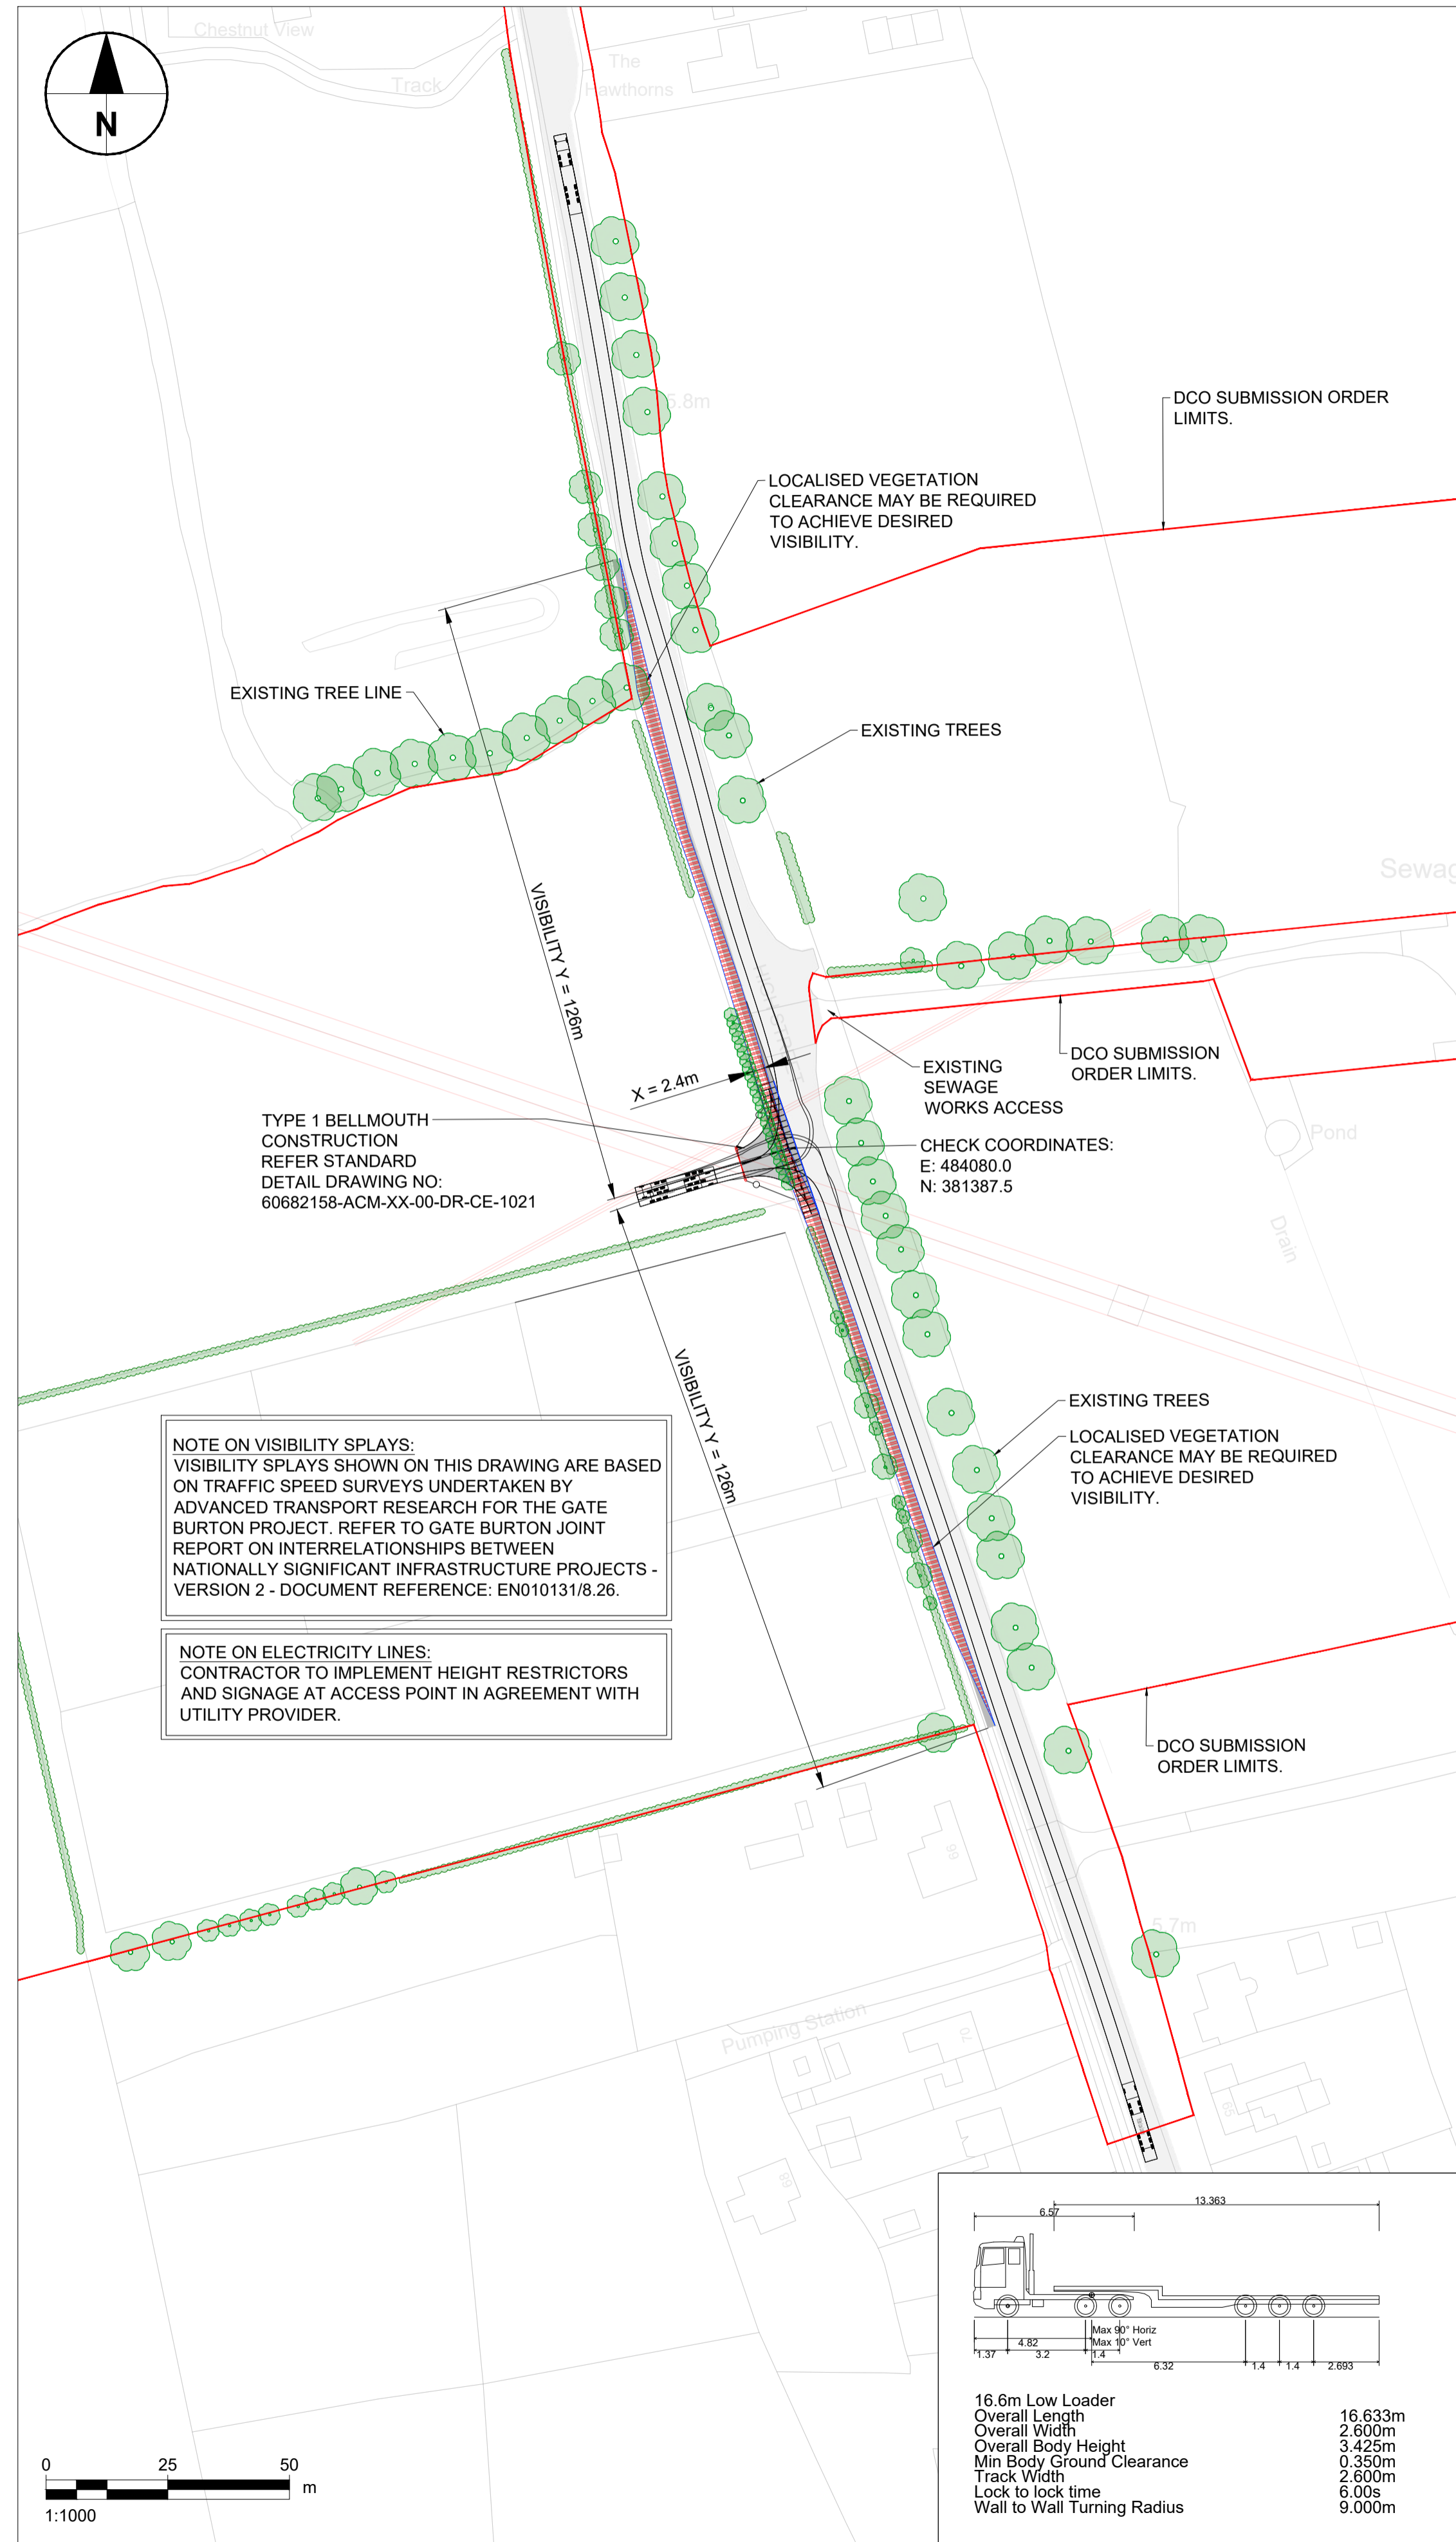 Chestnut View
Track
The
Hawthorns
N
5.8m
DCO SUBMISSION ORDER
LIMITS.
LOCALISED VEGETATION
CLEARANCE MAY BE REQUIRED
TO ACHIEVE DESIRED
VISIBILITY.
EXISTING TREE LINE
EXISTING TREES
Sewag
VISIBILITY Y = 126m
HIGH STREET
X = 2.4m
EXISTING
SEWAGE
WORKS ACCESS
DCO SUBMISSION
ORDER LIMITS.
TYPE 1 BELLMOUTH
CONSTRUCTION
REFER STANDARD
DETAIL DRAWING NO:
60682158-ACM-XX-00-DR-CE-1021
CHECK COORDINATES:
E: 484080.0
N: 381387.5
Pond
Drain
VISIBILITY Y = 126m
EXISTING TREES
LOCALISED VEGETATION
CLEARANCE MAY BE REQUIRED
TO ACHIEVE DESIRED
VISIBILITY.
NOTE ON VISIBILITY SPLAYS:
VISIBILITY SPLAYS SHOWN ON THIS DRAWING ARE BASED
ON TRAFFIC SPEED SURVEYS UNDERTAKEN BY
ADVANCED TRANSPORT RESEARCH FOR THE GATE
BURTON PROJECT. REFER TO GATE BURTON JOINT
REPORT ON INTERRELATIONSHIPS BETWEEN
NATIONALLY SIGNIFICANT INFRASTRUCTURE PROJECTS -
VERSION 2 - DOCUMENT REFERENCE: EN010131/8.26.
NOTE ON ELECTRICITY LINES:
CONTRACTOR TO IMPLEMENT HEIGHT RESTRICTORS
AND SIGNAGE AT ACCESS POINT IN AGREEMENT WITH
UTILITY PROVIDER.
DCO SUBMISSION
ORDER LIMITS.
99
5.7m
Pumping Station
70
95
89
13.363
6.57
Max 90° Horiz
Max 10° Vert
4.82
1.37
3.2
1.4
6.32
1.4
1.4
2.693
16.6m Low Loader
Overall Length 16.633m
Overall Width 2.600m
Overall Body Height 3.425m
Min Body Ground Clearance 0.350m
Track Width 2.600m
Lock to lock time 6.00s
Wall to Wall Turning Radius 9.000m
0 25 50
m
1:1000